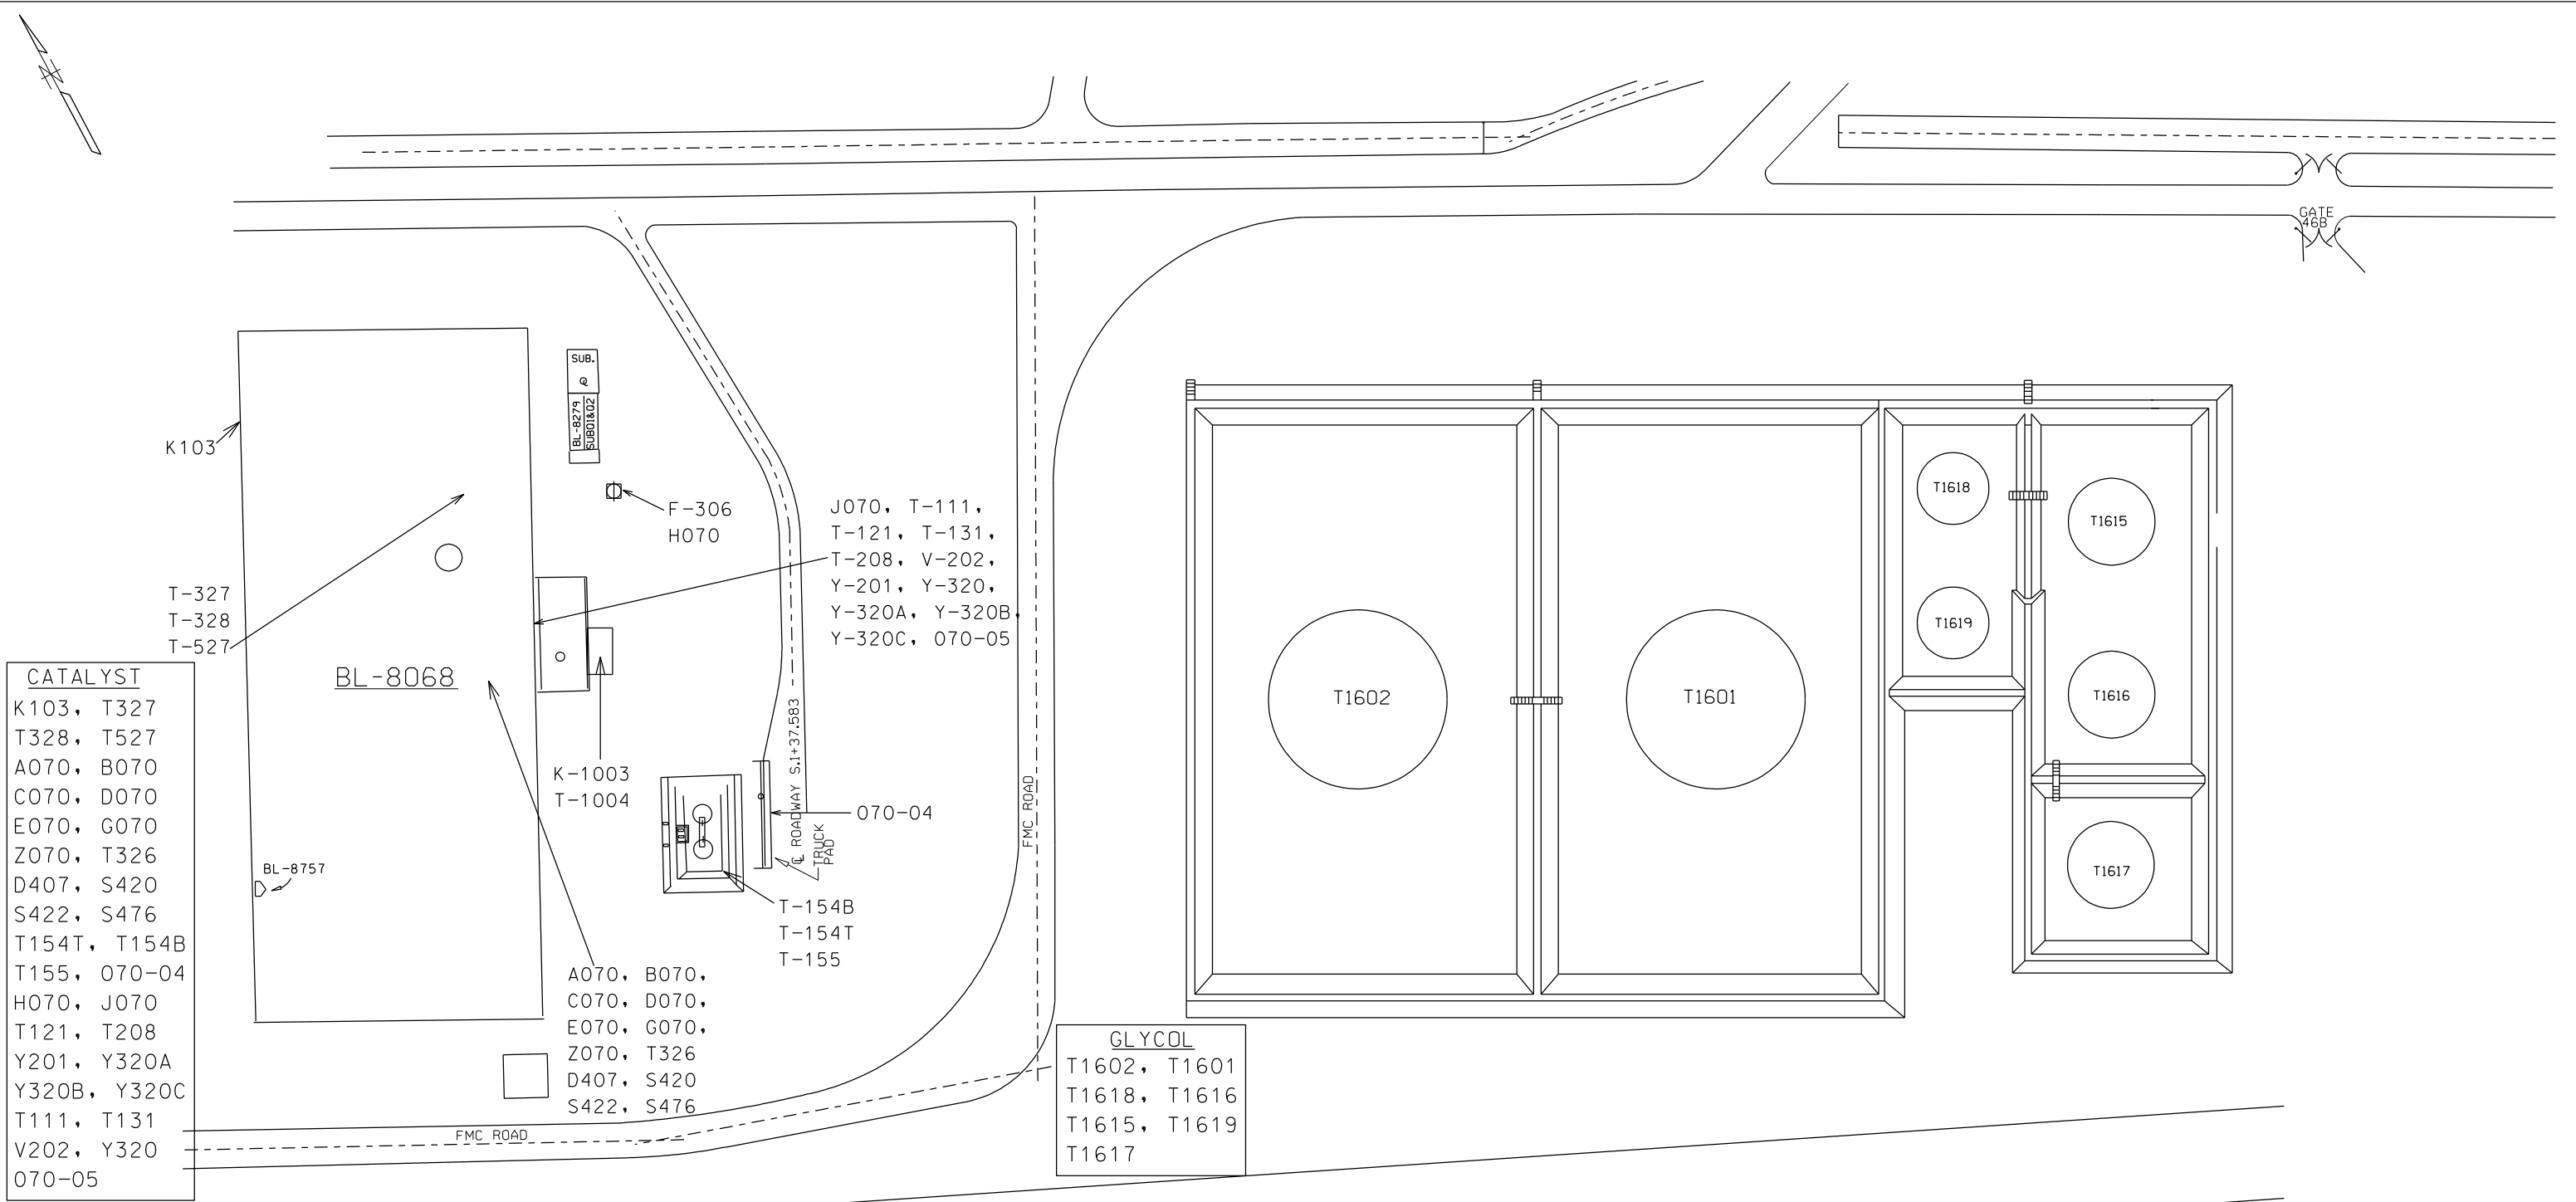 GATE
46B
SUB.
BL-8279
SUB01&02
K103
F-306
H070
J070, T-111,
T-121, T-131,
T-208, V-202,
Y-201, Y-320,
Y-320A, Y-320B,
Y-320C, 070-05
T-327
T-328
T-527
BL-8068
K-1003
T-1004
070-04
℄ ROADWAY S.1+37.583
TRUCK
PAD
FMC ROAD
T-154B
T-154T
T-155
BL-8757
A070, B070,
C070, D070,
E070, G070,
Z070, T326
D407, S420
S422, S476
FMC ROAD
T1602
T1601
T1618
T1619
T1615
T1616
T1617
CATALYST
K103, T327
T328, T527
A070, B070
C070, D070
E070, G070
Z070, T326
D407, S420
S422, S476
T154T, T154B
T155, 070-04
H070, J070
T121, T208
Y201, Y320A
Y320B, Y320C
T111, T131
V202, Y320
070-05
GLYCOL
T1602, T1601
T1618, T1616
T1615, T1619
T1617